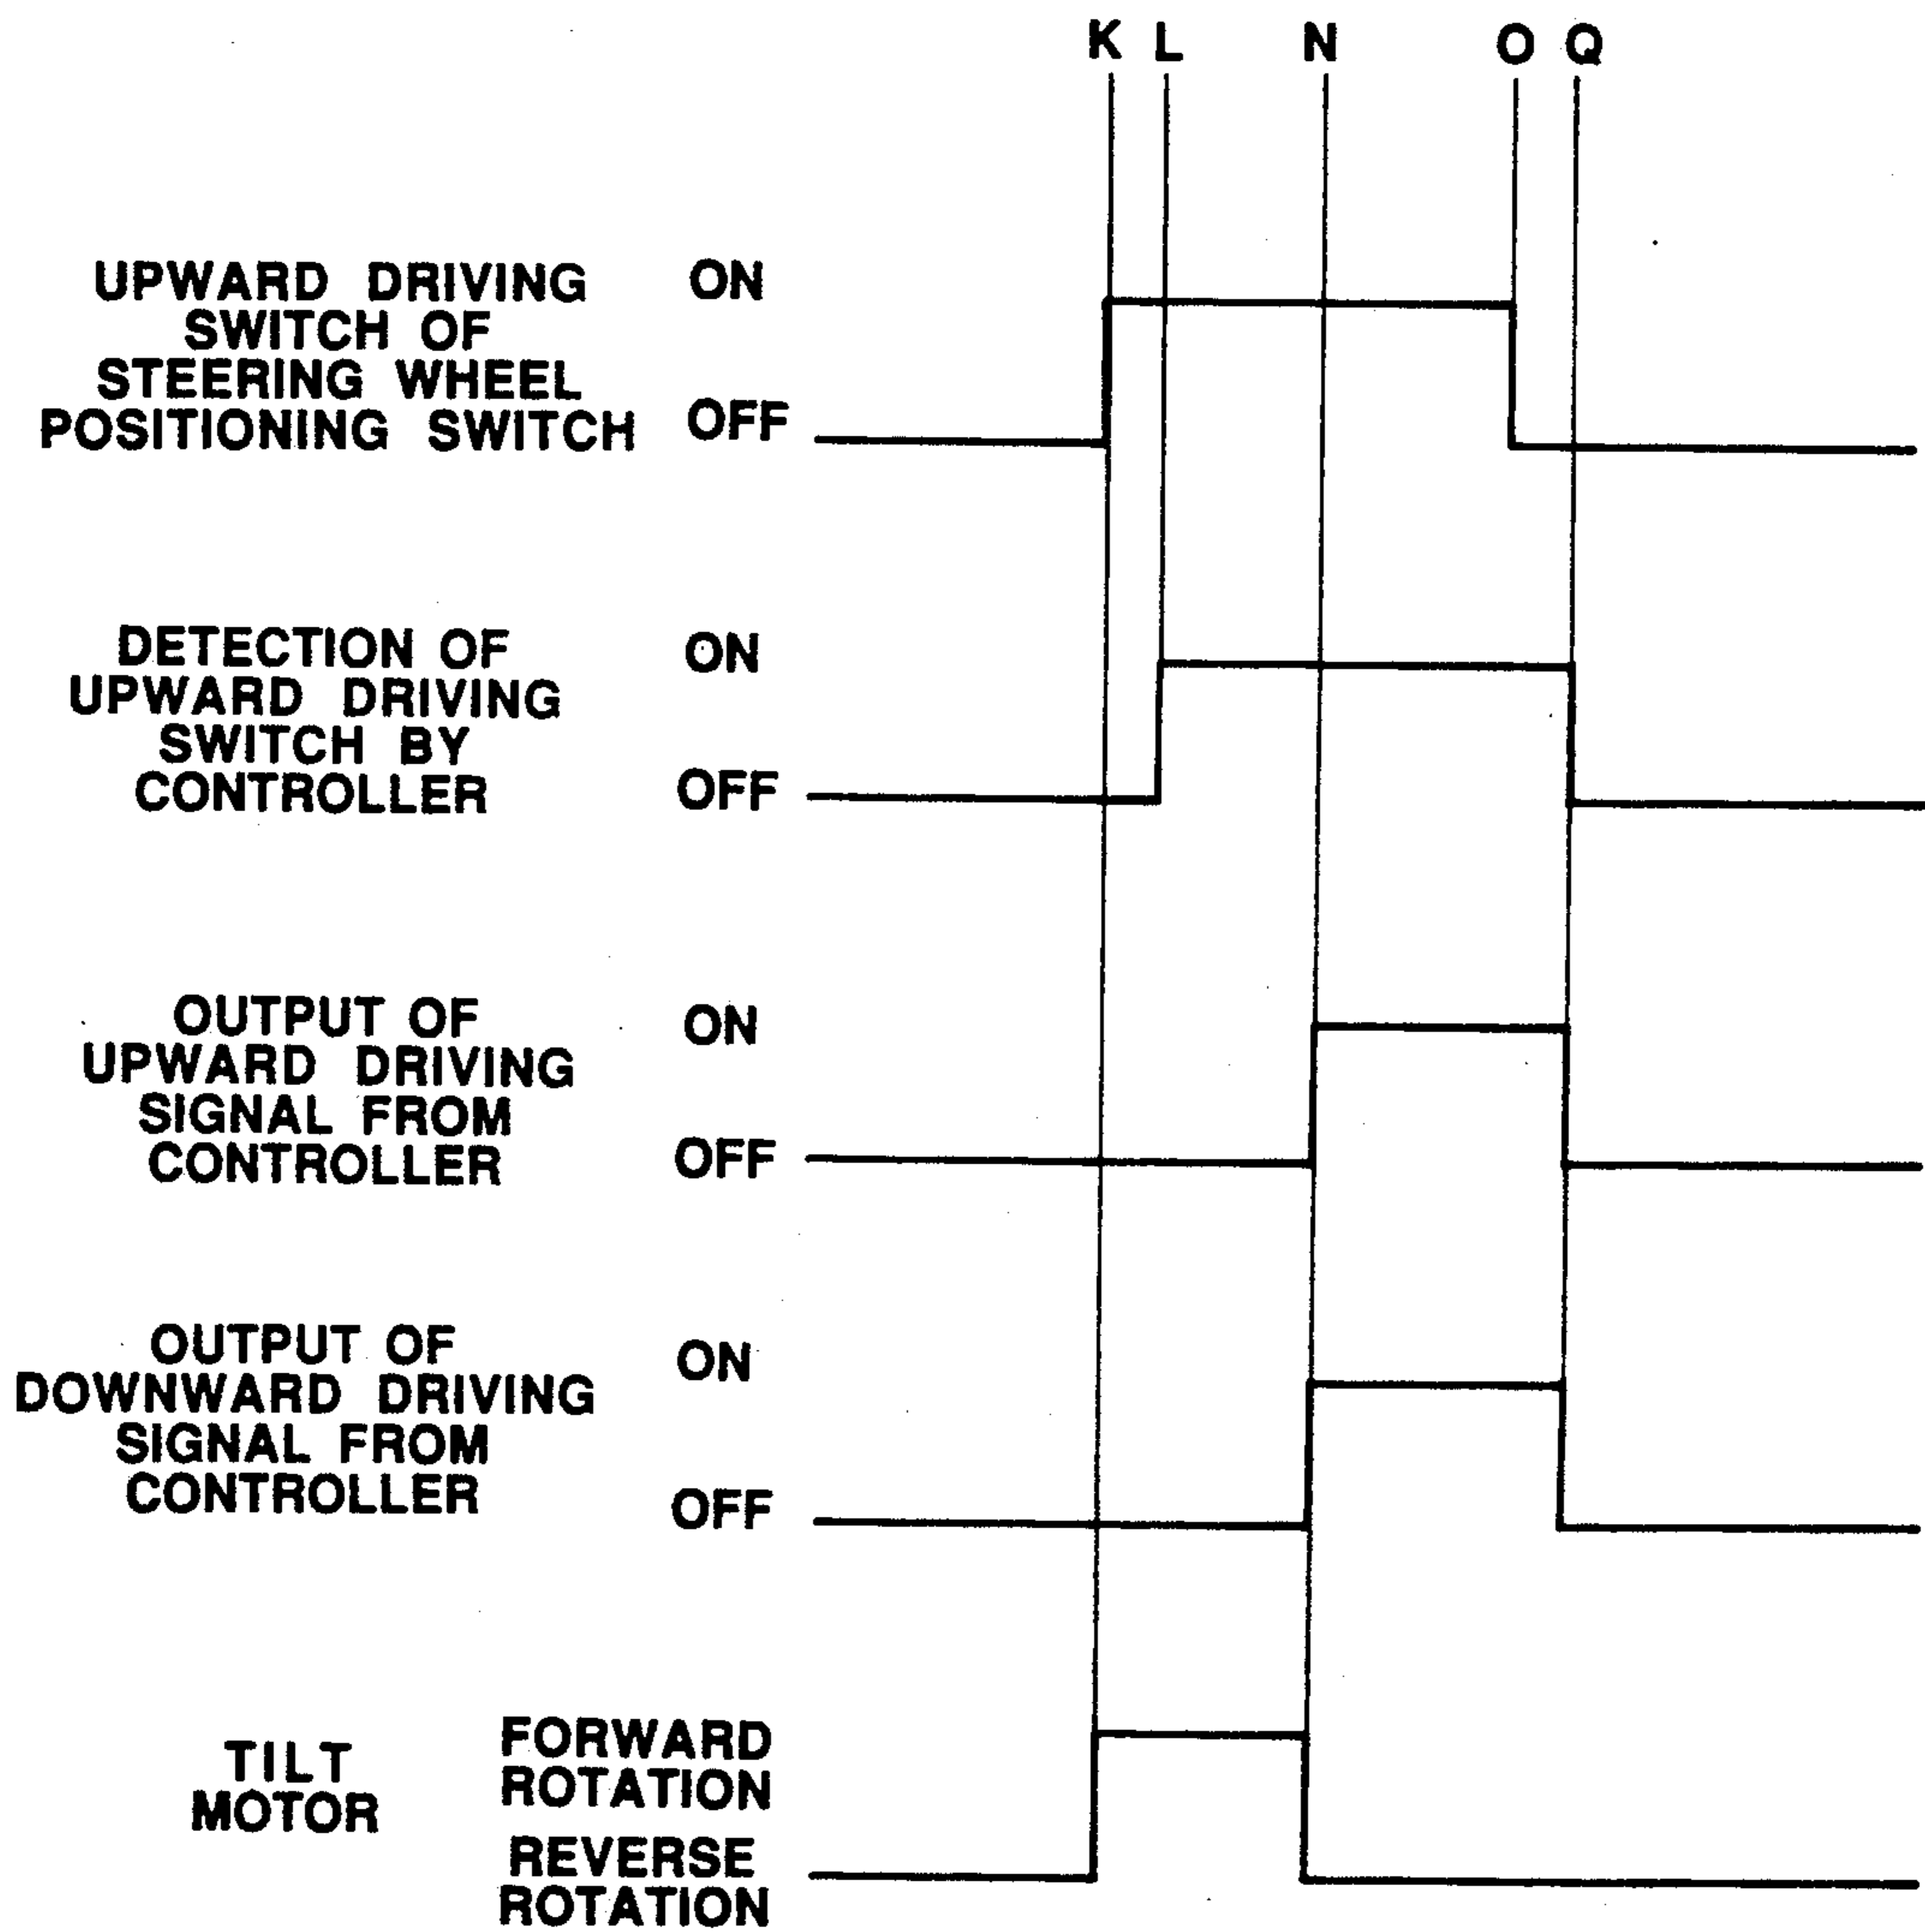 K L N O Q
UPWARD DRIVING
SWITCH OF
STEERING WHEEL
POSITIONING SWITCH
ON
OFF
DETECTION OF
UPWARD DRIVING
SWITCH BY
CONTROLLER
ON
OFF
OUTPUT OF
UPWARD DRIVING
SIGNAL FROM
CONTROLLER
ON
OFF
OUTPUT OF
DOWNWARD DRIVING
SIGNAL FROM
CONTROLLER
ON
OFF
TILT
MOTOR
FORWARD
ROTATION
REVERSE
ROTATION